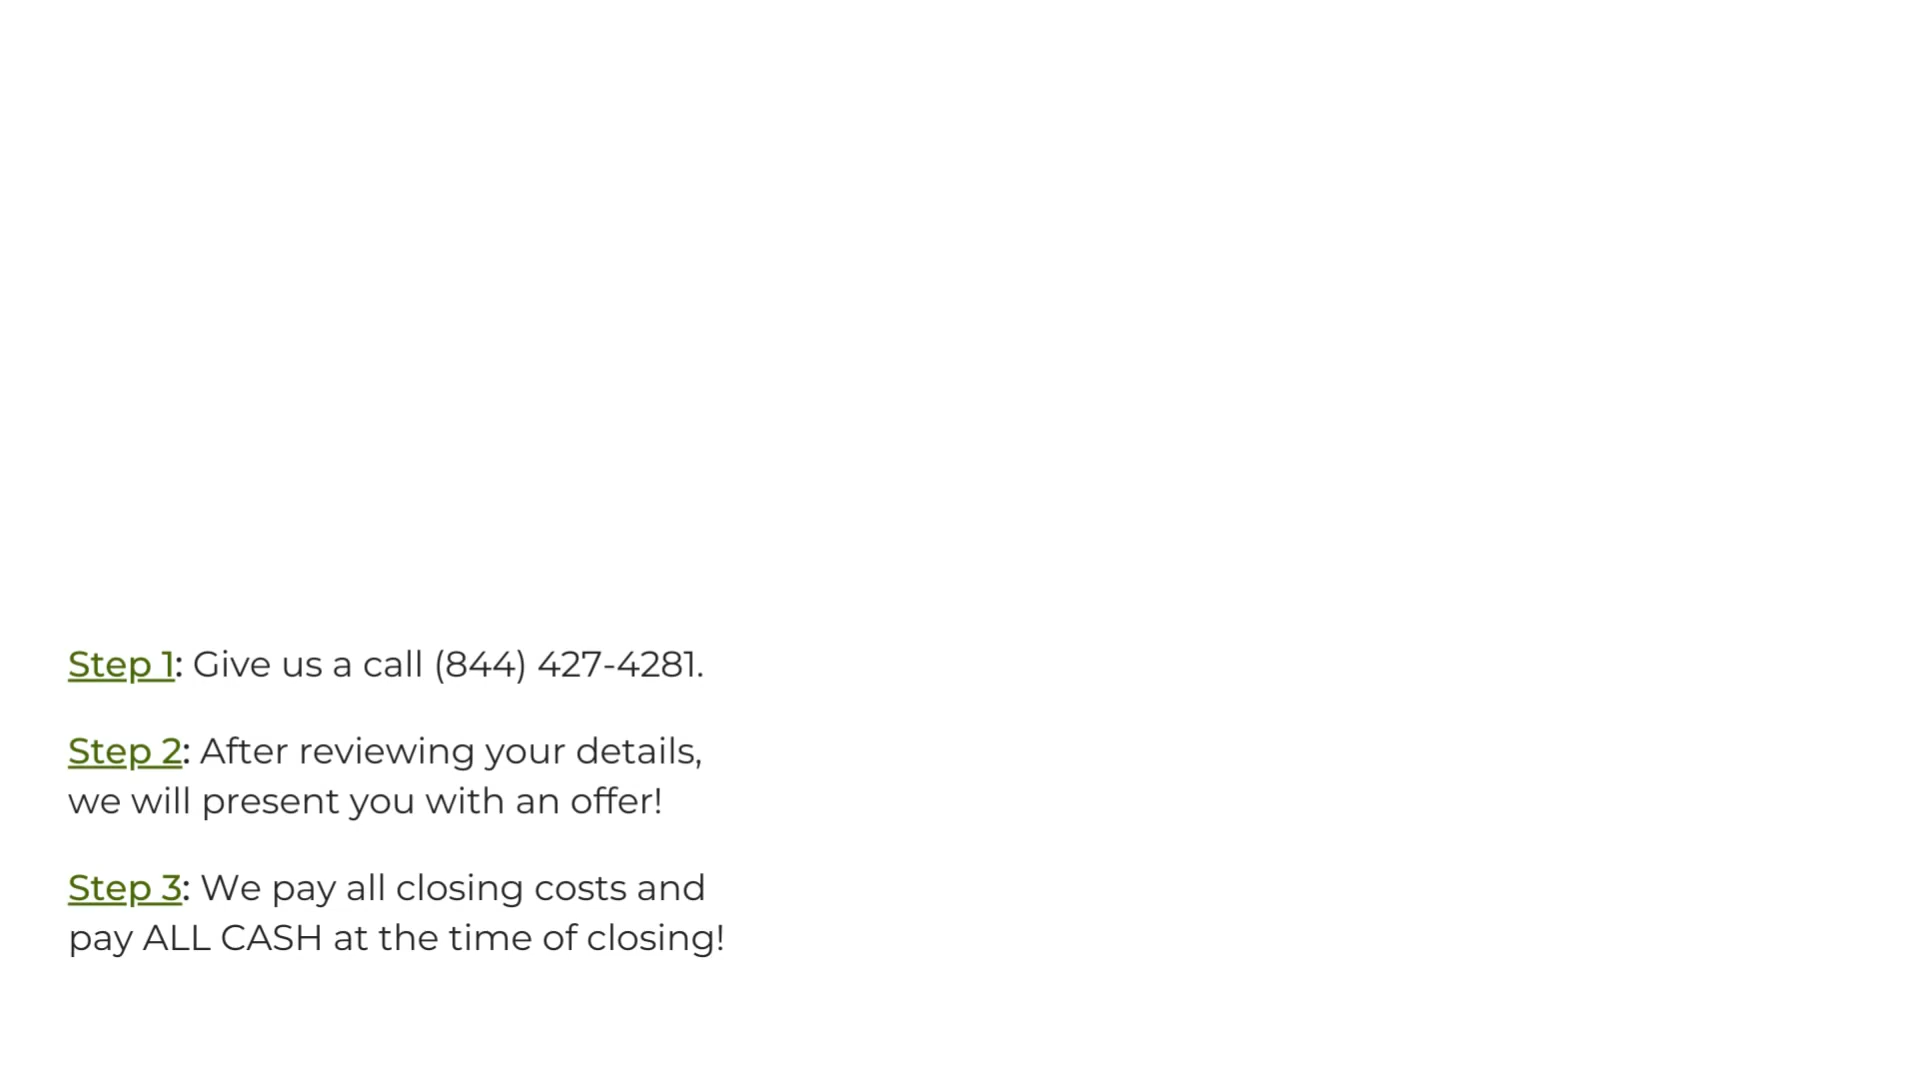 Step 1: Give us a call (844) 427-4281.
Step 2: After reviewing your details,
we will present you with an offer!
Step 3: We pay all closing costs and
pay ALL CASH at the time of closing!